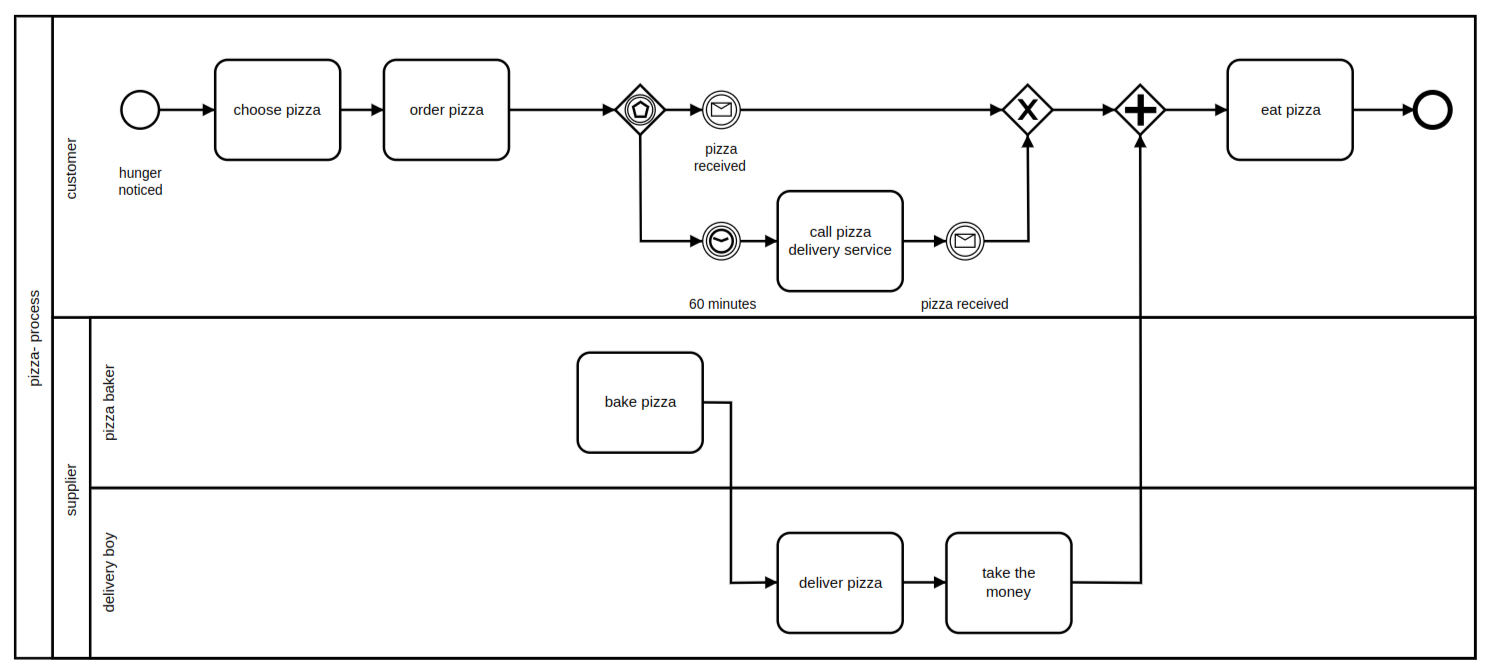 pizza- process
customer
hunger
noticed
choose pizza
order pizza
pizza
received
60 minutes
call pizza
delivery service
pizza received
eat pizza
supplier
pizza baker
bake pizza
delivery boy
deliver pizza
take the
money